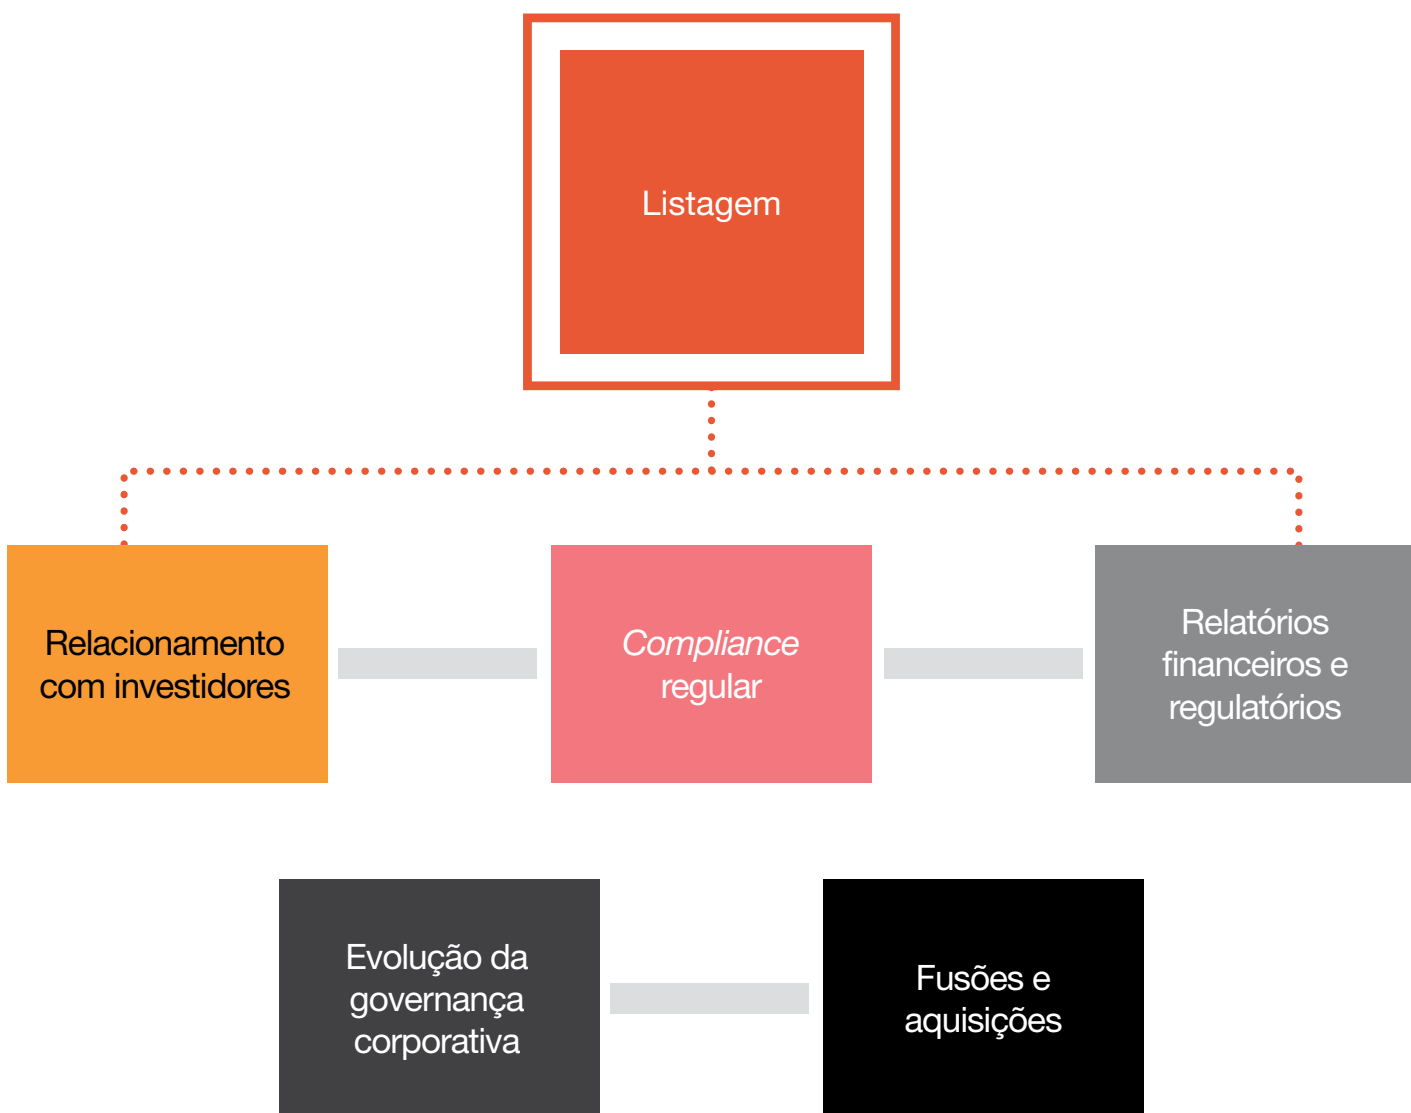 Listagem
Relacionamento
com investidores
Compliance
regular
Relatórios
financeiros e
regulatórios
Evolução da
governança
corporativa
Fusões e
aquisições